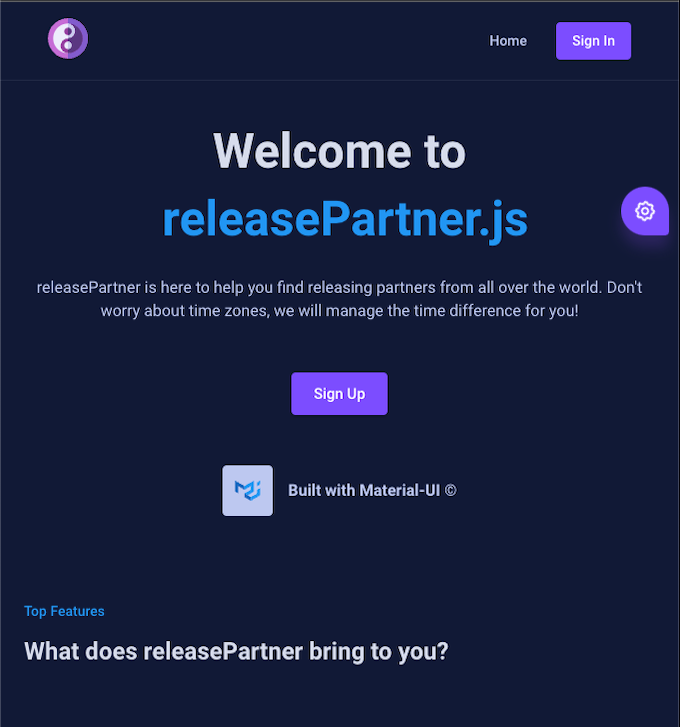 Home
Sign In
Welcome to
releasePartner.js
releasePartner is here to help you find releasing partners from all over the world. Don't
worry about time zones, we will manage the time difference for you!
Sign Up
Built with Material-UI ©
Top Features
What does releasePartner bring to you?